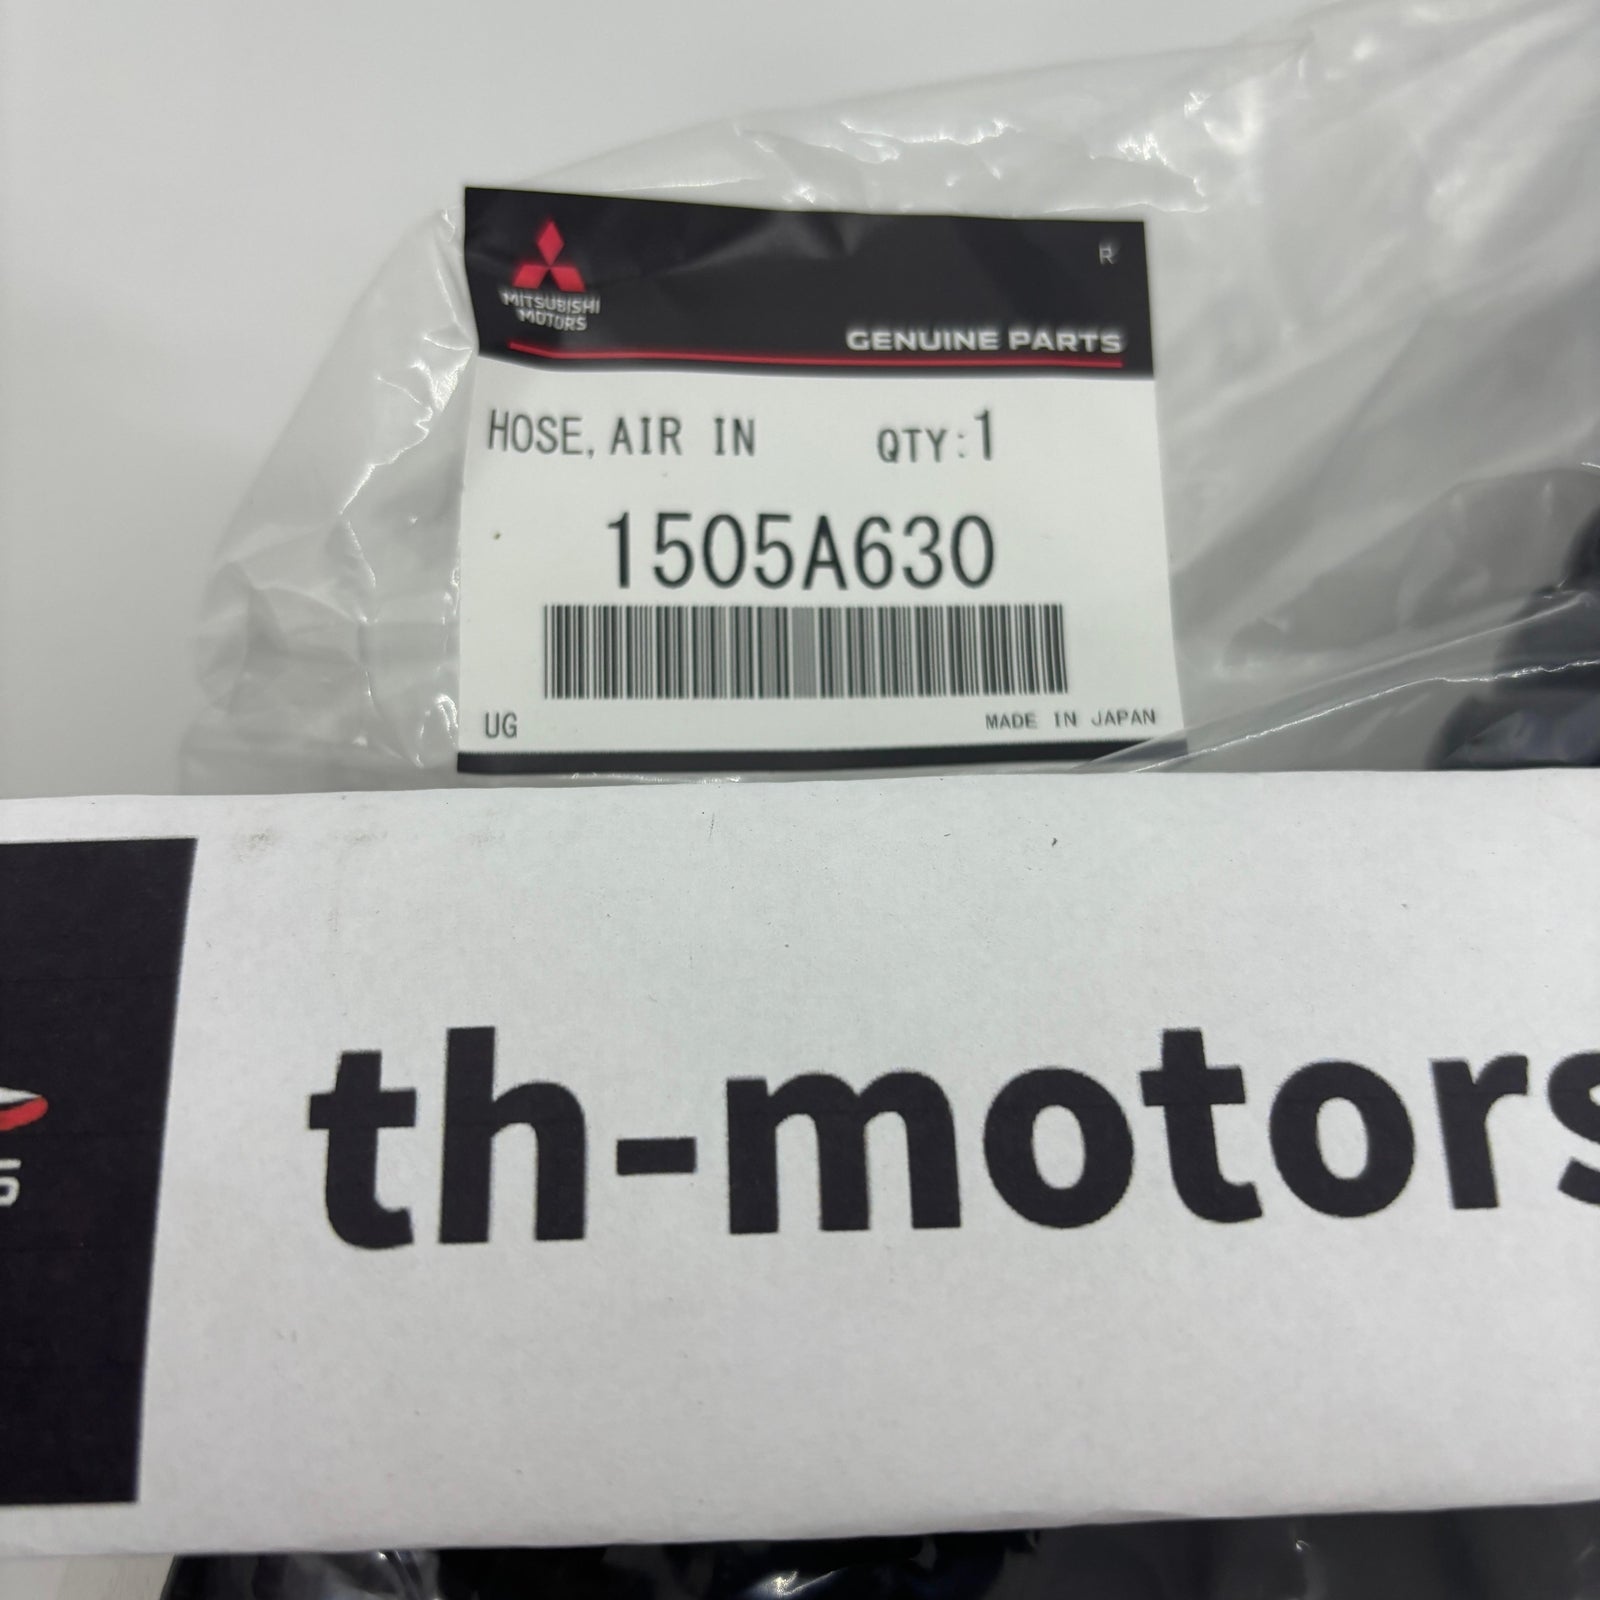 R
MITSUBISHI
MOTORS
GENUINE PARTS
HOSE, AIR IN QTY:1
1505A630
UG MADE IN JAPAN
th-motors